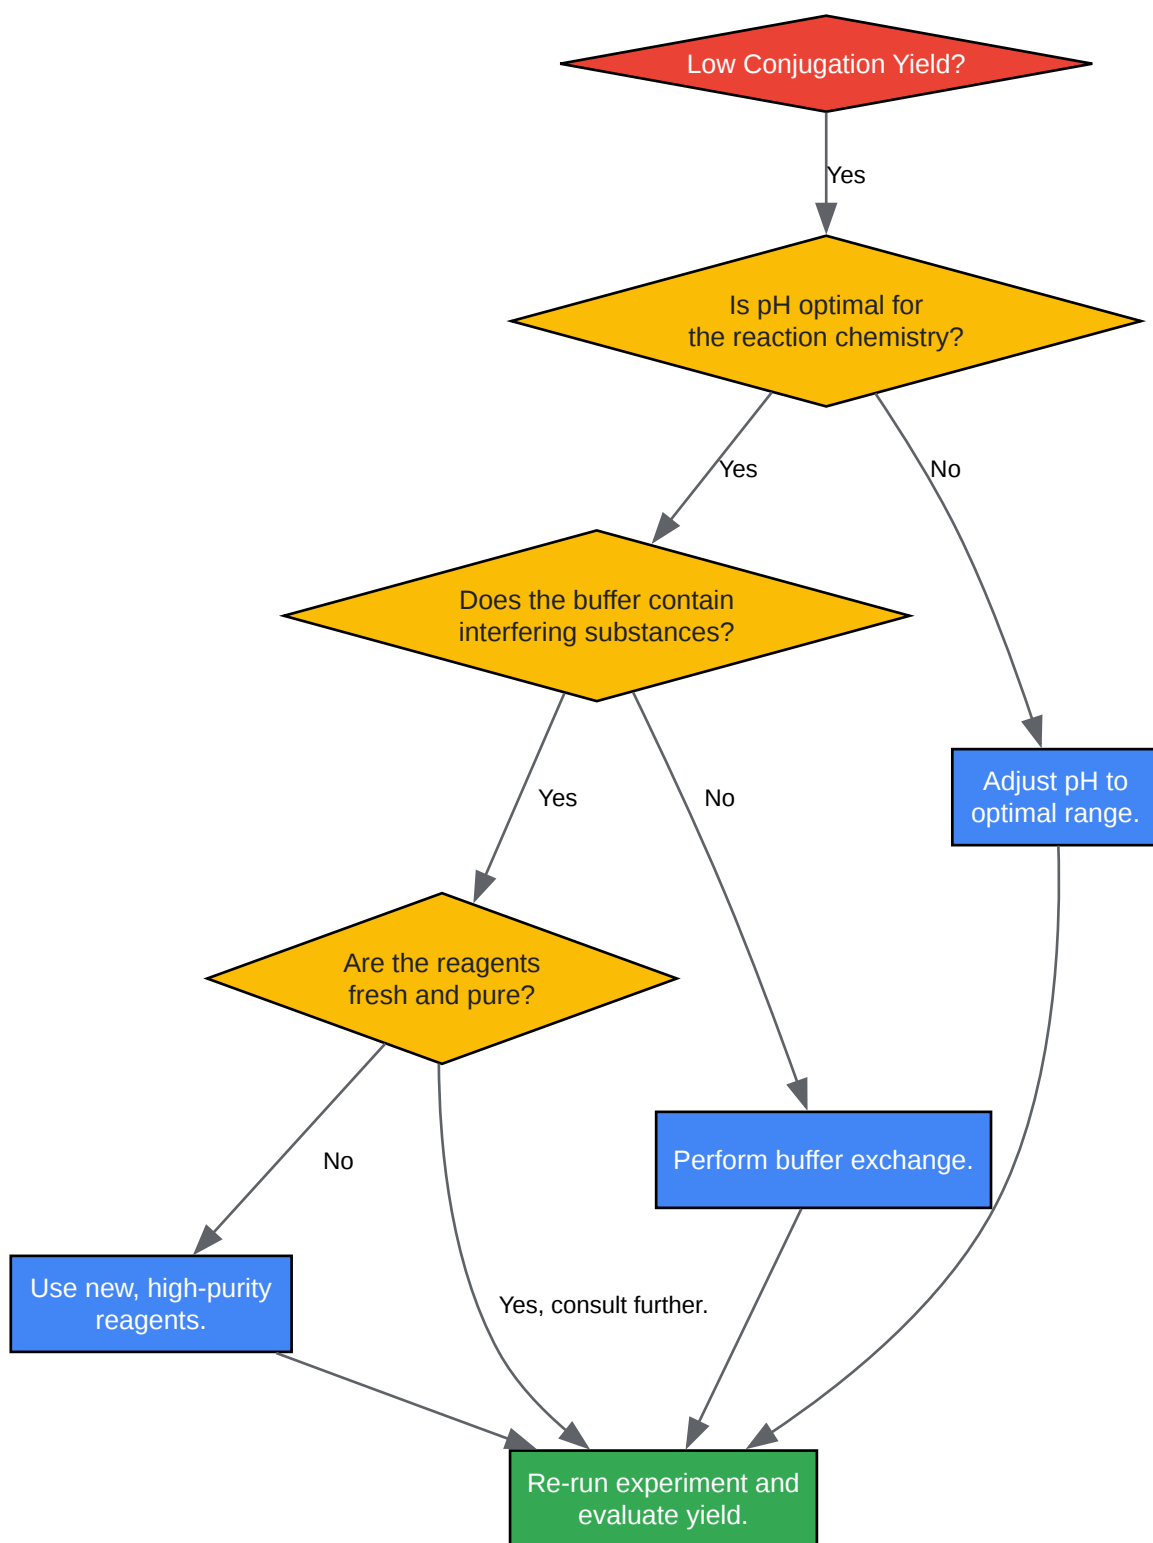 Low Conjugation Yield?
Yes
Is pH optimal for
the reaction chemistry?
Yes
No
Does the buffer contain
interfering substances?
Adjust pH to
optimal range.
Yes
No
Are the reagents
fresh and pure?
No
Perform buffer exchange.
Use new, high-purity
reagents.
Yes, consult further.
Re-run experiment and
evaluate yield.